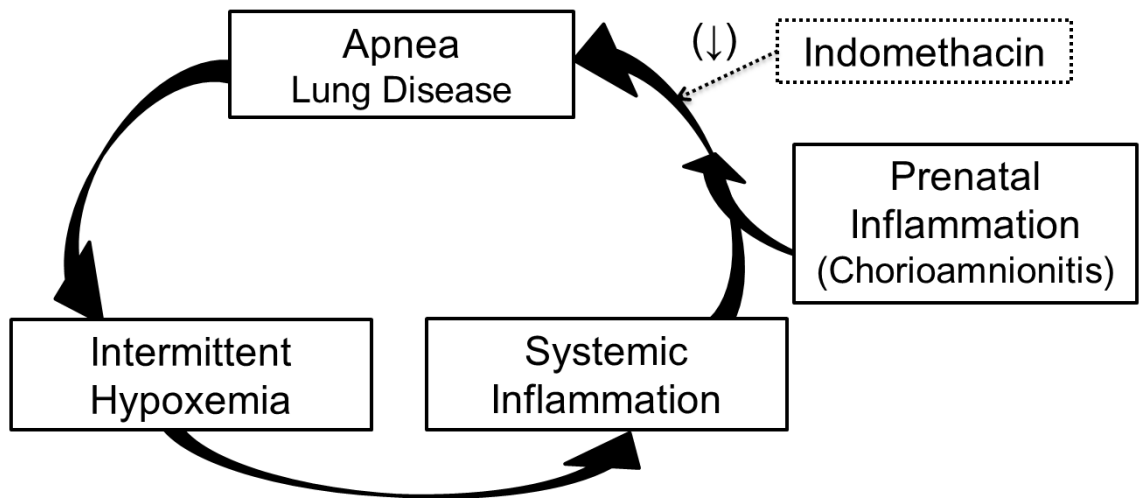 Apnea
Lung Disease
(↓)
Indomethacin
Prenatal
Inflammation
(Chorioamnionitis)
Intermittent
Hypoxemia
Systemic
Inflammation